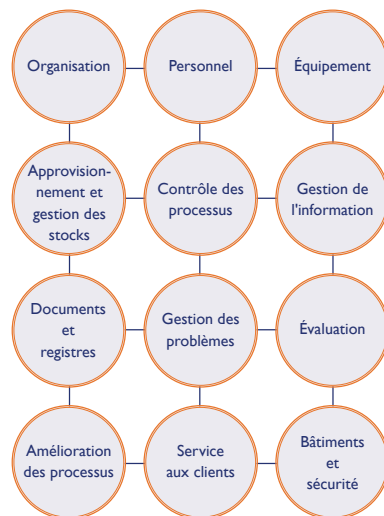 Organisation
Personnel
Équipement
Approvision-
nement et
gestion des
stocks
Contrôle des
processus
Gestion de
l'information
Documents
et
registres
Gestion des
problèmes
Évaluation
Amélioration
des processus
Service
aux clients
Bâtiments
et
sécurité